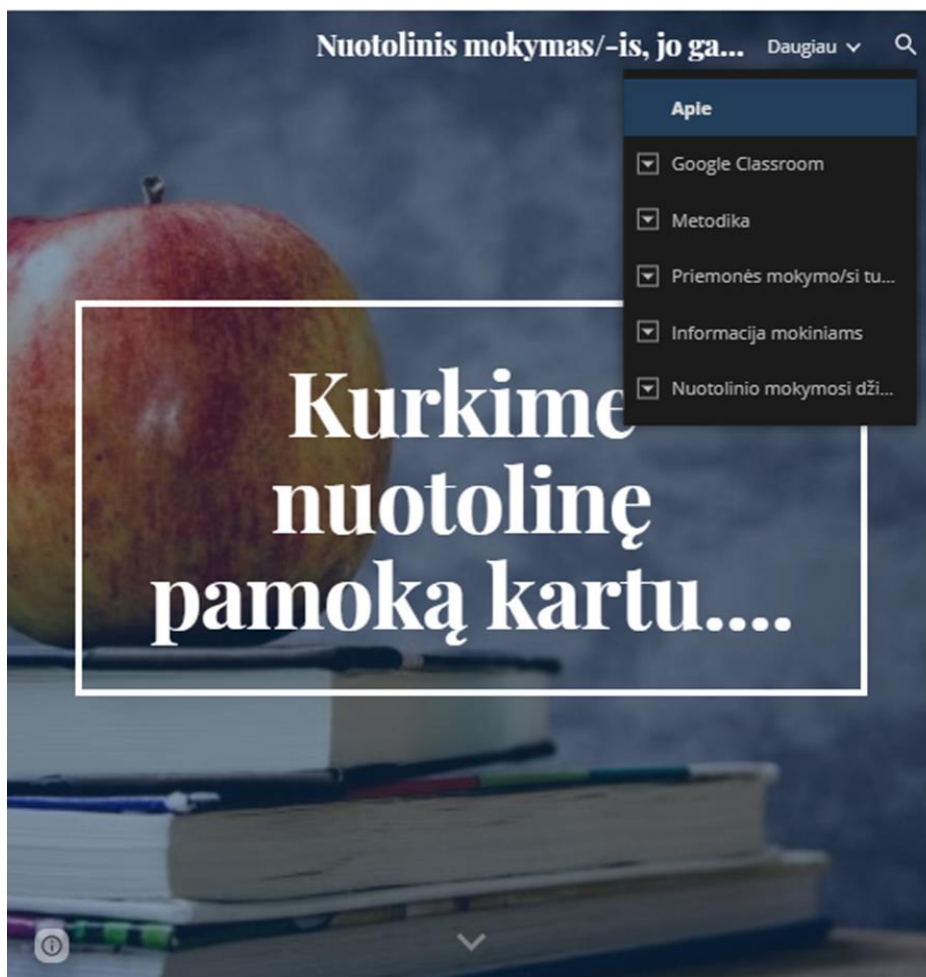 Nuotolinis mokymas/-is, jo ga... Daugiau
Apie
Google Classroom
Metodika
Priemonės mokymo/si tu...
Informacija mokiniams
Nuotolinio mokymosi dži...
Kurkime
nuotolinę
pamoką kartu....